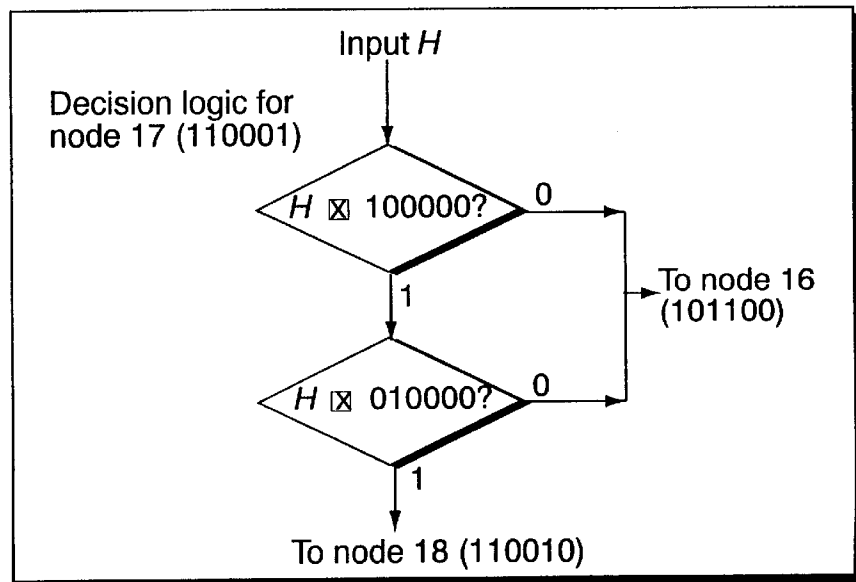 Input H
Decision logic for
node 17 (110001)
H ☒ 100000?
0
1
To node 16
(101100)
H ☒ 010000?
0
1
To node 18 (110010)